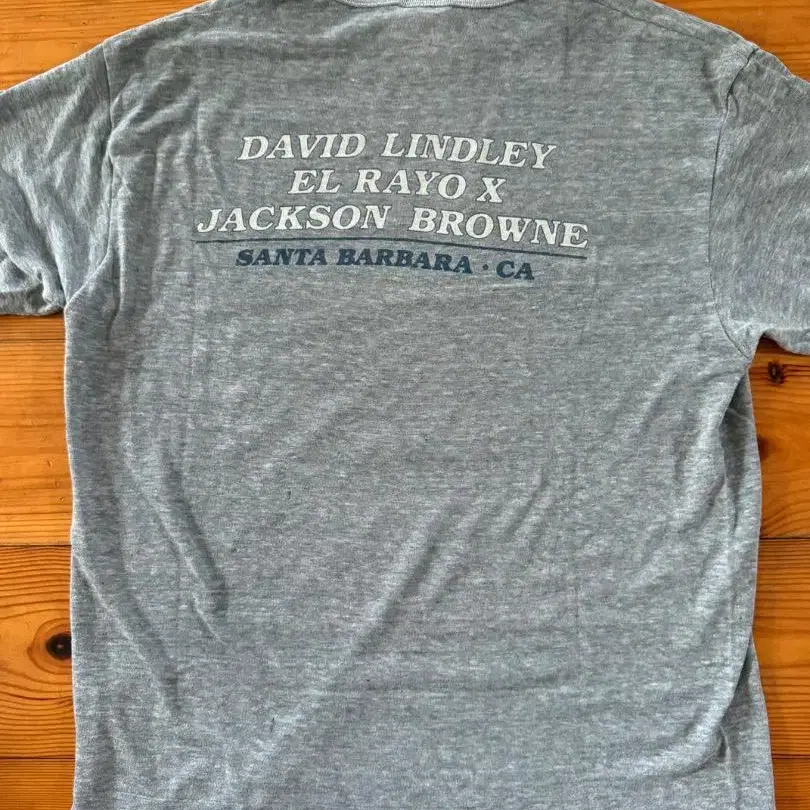 DAVID LINDLEY
EL RAYO X
JACKSON BROWNE
SANTA BARBARA · CA